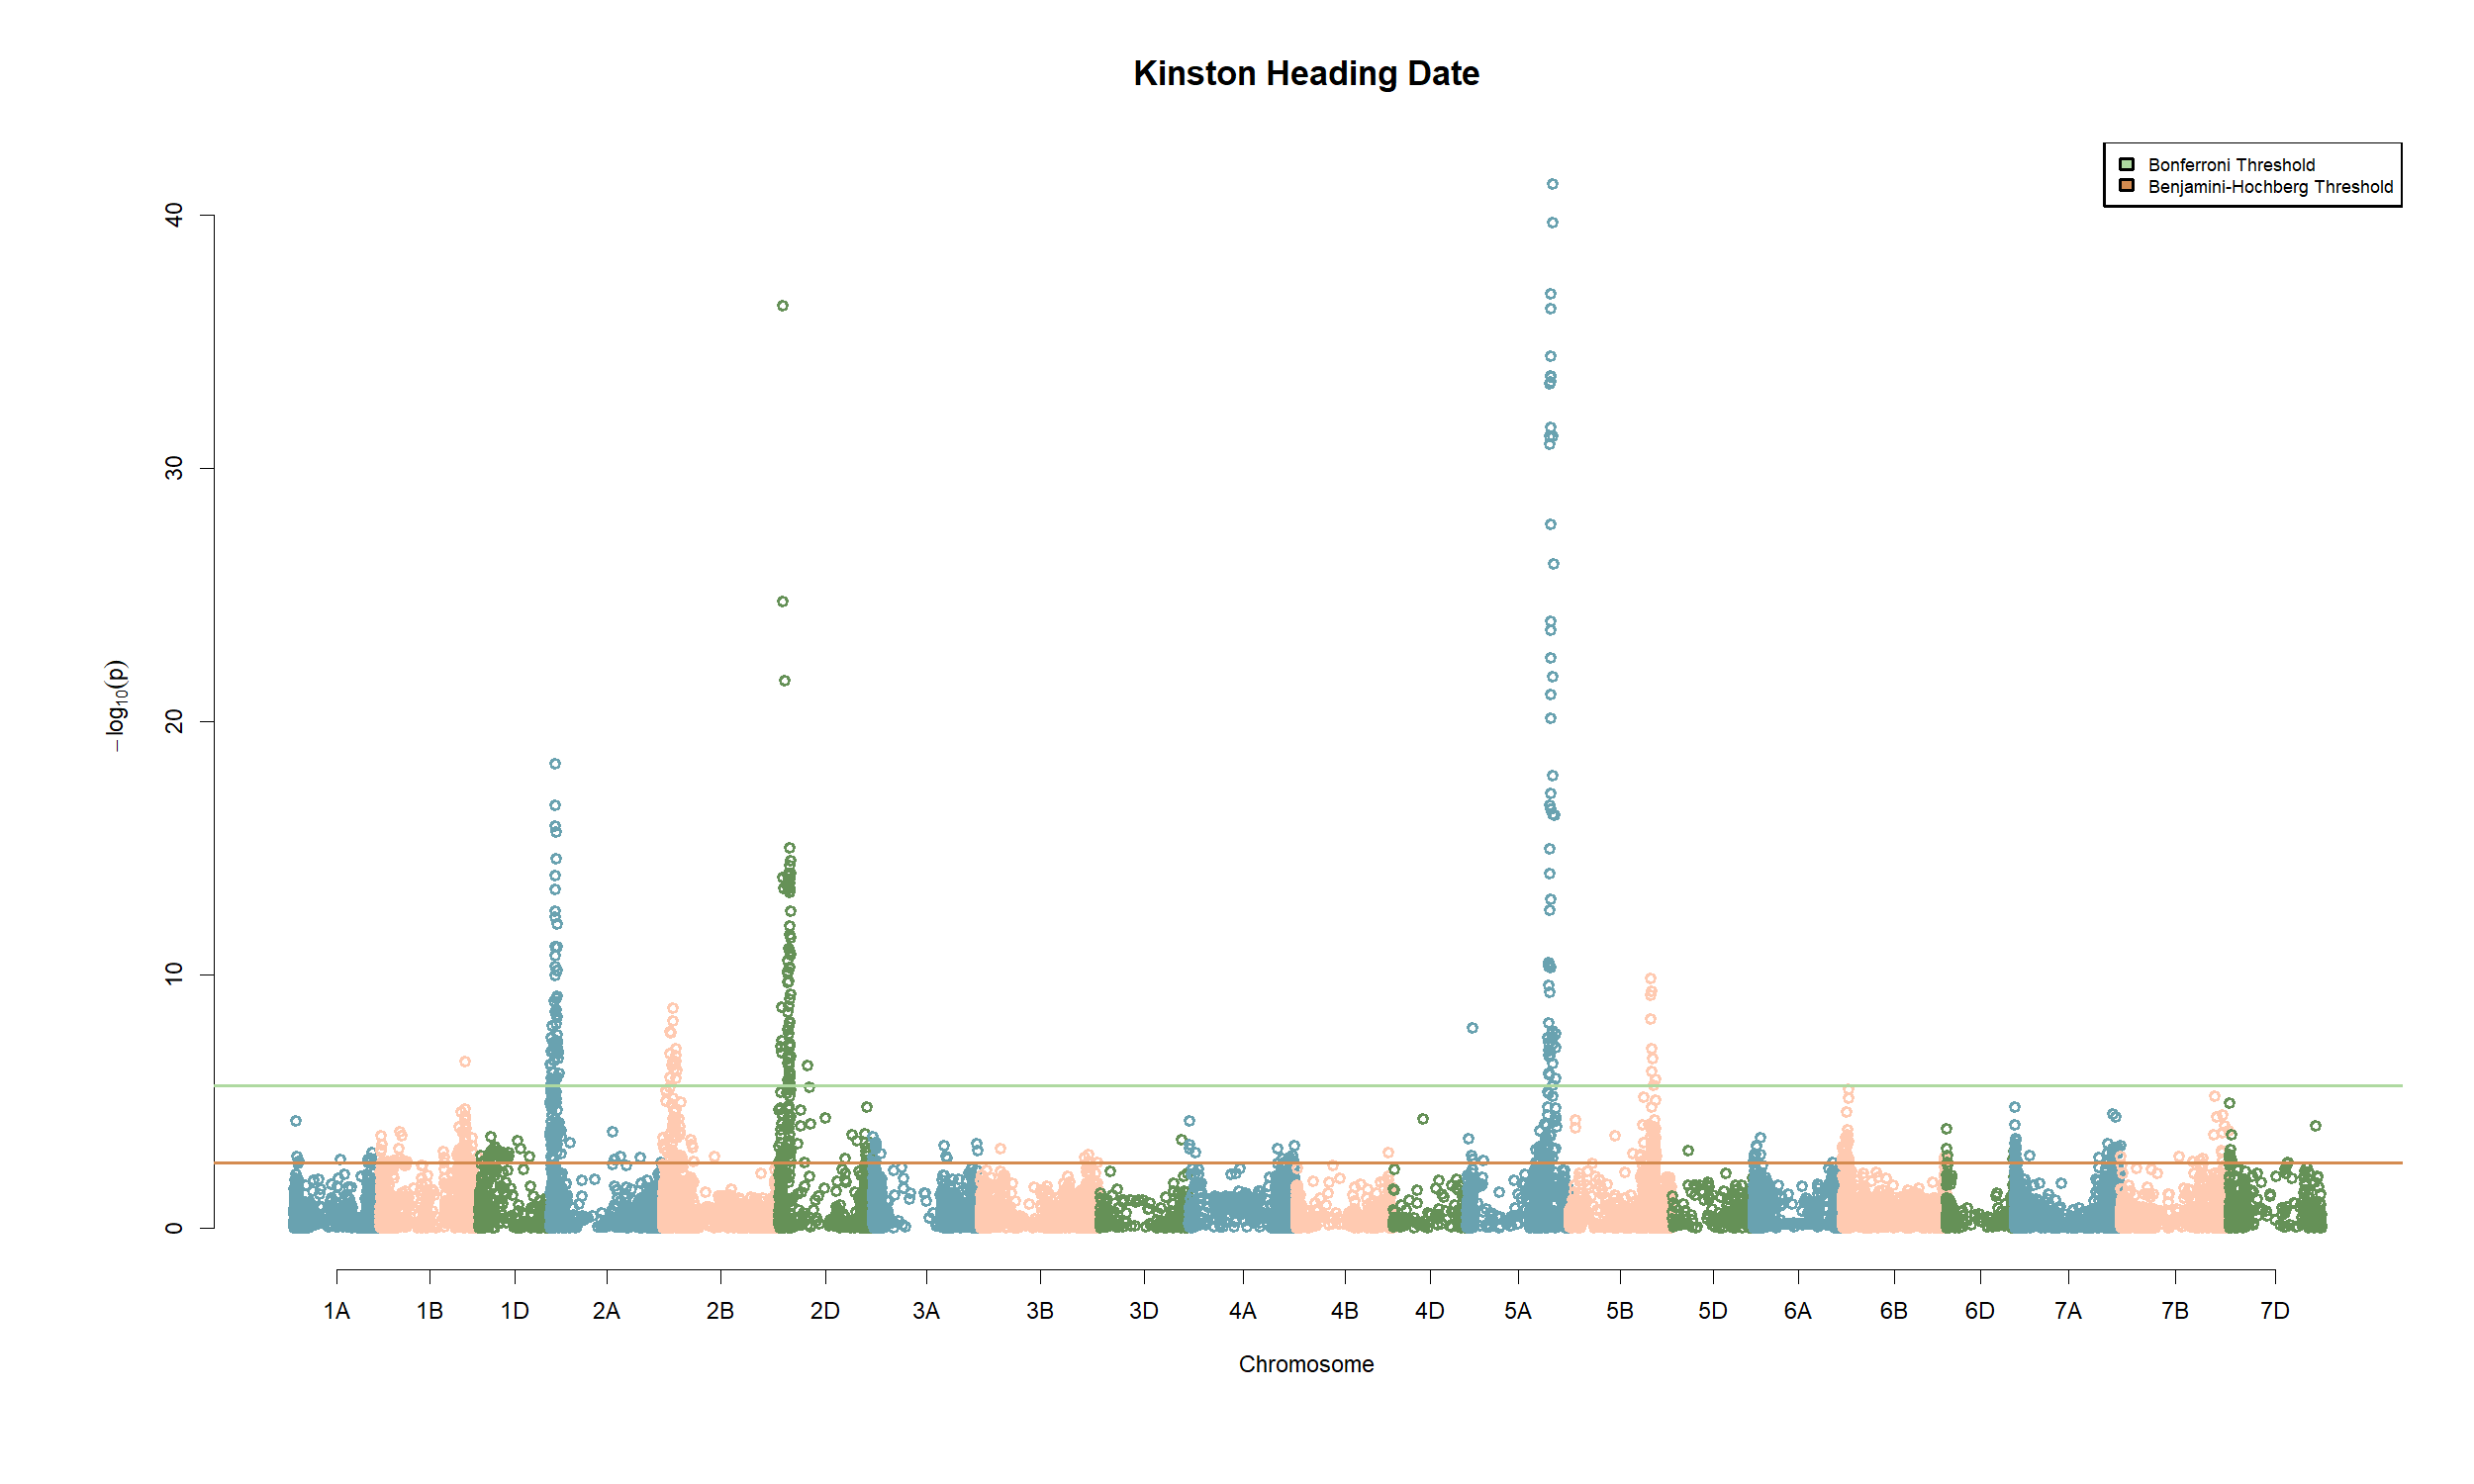 Kinston Heading Date
Bonferroni Threshold
Benjamini-Hochberg Threshold
40
30
20
10
0
−log10(p)
1A 1B 1D 2A 2B 2D 3A 3B 3D 4A 4B 4D 5A 5B 5D 6A 6B 6D 7A 7B 7D
Chromosome